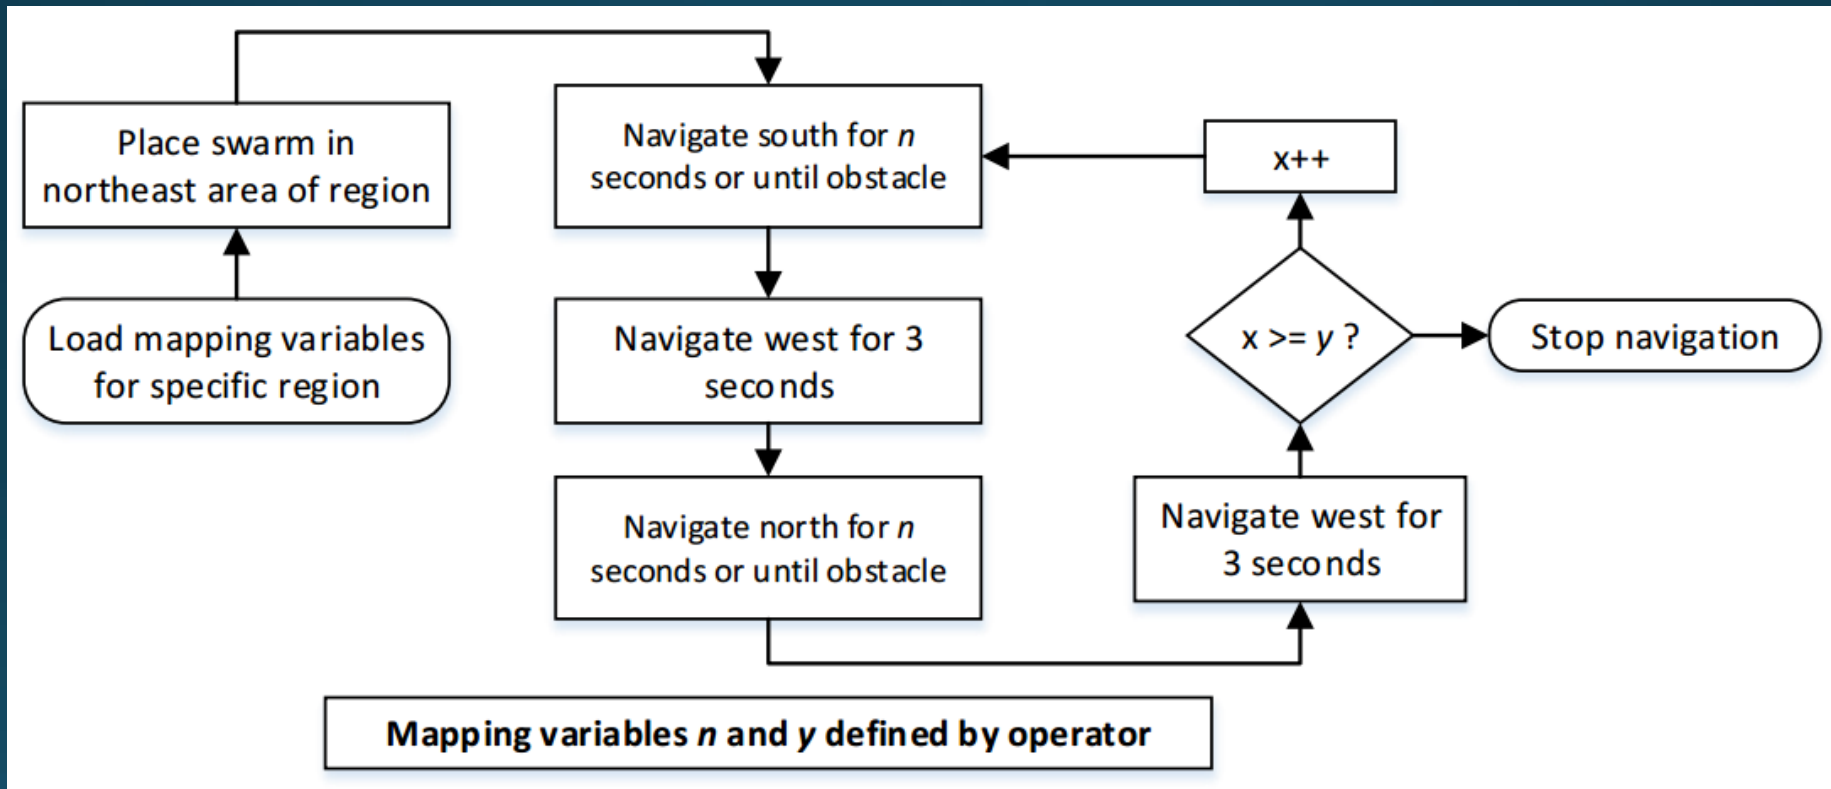 Place swarm in
northeast area of region
Load mapping variables
for specific region
Navigate south for n
seconds or until obstacle
Navigate west for 3
seconds
Navigate north for n
seconds or until obstacle
x++
x >= y ?
Stop navigation
Navigate west for
3 seconds
Mapping variables n and y defined by operator